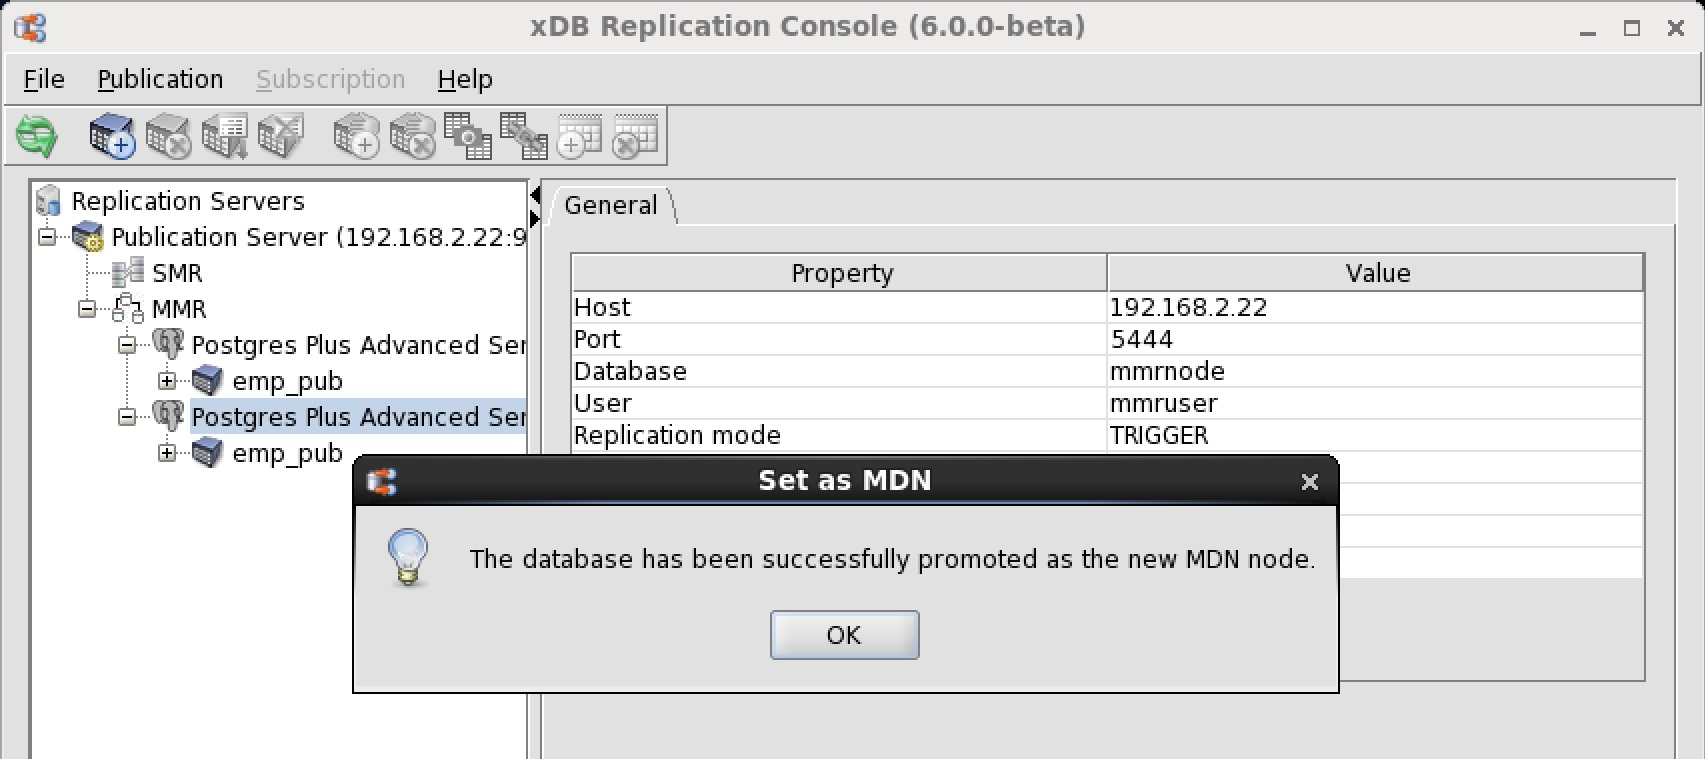 xDB Replication Console (6.0.0-beta)
File Publication Subscription Help
Replication Servers
Publication Server (192.168.2.22:9
SMR
MMR
Postgres Plus Advanced Ser
emp_pub
Postgres Plus Advanced Ser
emp_pub
General
Property Value
Host 192.168.2.22
Port 5444
Database mmrnode
User mmruser
Replication mode TRIGGER
Set as MDN
The database has been successfully promoted as the new MDN node.
OK